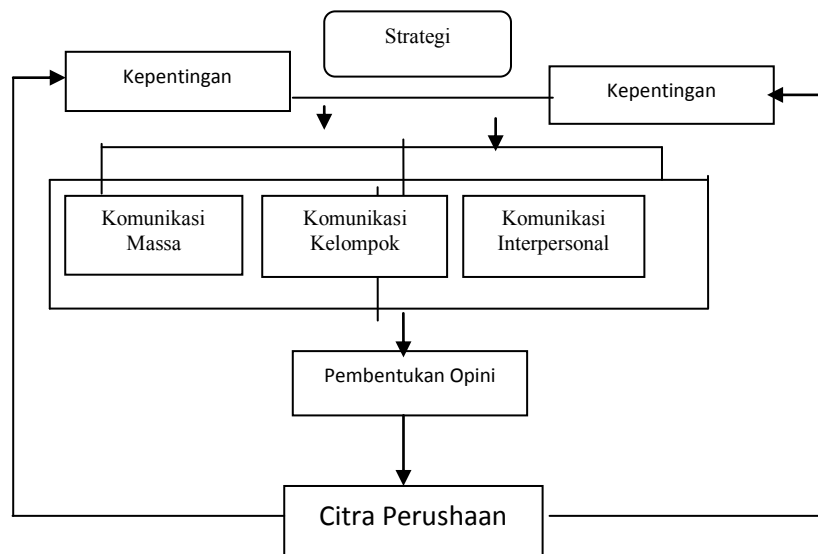 Strategi
Kepentingan
Kepentingan
Komunikasi
Massa
Komunikasi
Kelompok
Komunikasi
Interpersonal
Pembentukan Opini
Citra Perushaan